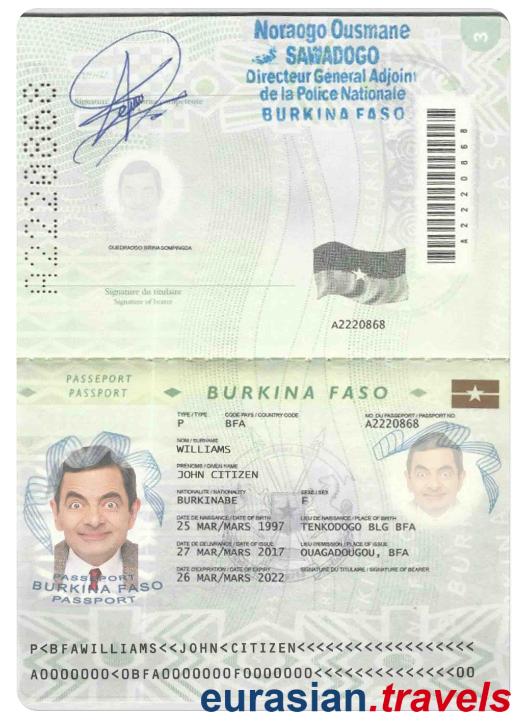 Noraogo Ousmane
SAWADOGO
Directeur Général Adjoint
de la Police Nationale
BURKINA FASO
3
A2220868
A2220868
OUEDRAOGO BRINA SOMPINGDA
Signature du titulaire
Signature of bearer
A2220868
PASSEPORT
PASSPORT
BURKINA FASO
TYPE / TYPE CODE PAYS / COUNTRY CODE NO DU PASSEPORT / PASSPORT NO
P BFA A2220868
NOM / SURNAME
WILLIAMS
PRENOMS / GIVEN NAME
JOHN CITIZEN
NATIONALITE / NATIONALITY SEXE / SEX
BURKINABE F
DATE DE NAISSANCE / DATE OF BIRTH LIEU DE NAISSANCE / PLACE OF BIRTH
25 MAR/MARS 1997 TENKODOGO BLG BFA
DATE DE DELIVRANCE / DATE OF ISSUE LIEU D'EMISSION / PLACE OF ISSUE
27 MAR/MARS 2017 OUAGADOUGOU, BFA
DATE D'EXPIRATION / DATE OF EXPIRY SIGNATURE DU TITULAIRE / SIGNATURE OF BEARER
26 MAR/MARS 2022
PASSEPORT
BURKINA FASO
PASSPORT
P<BFAWILLIAMS<<JOHN<CITIZEN<<<<<<<<<<<<<<<<<
A0000000<0BFA0000000F0000000<<<<<<<<<<<<<<00
eurasian.travels